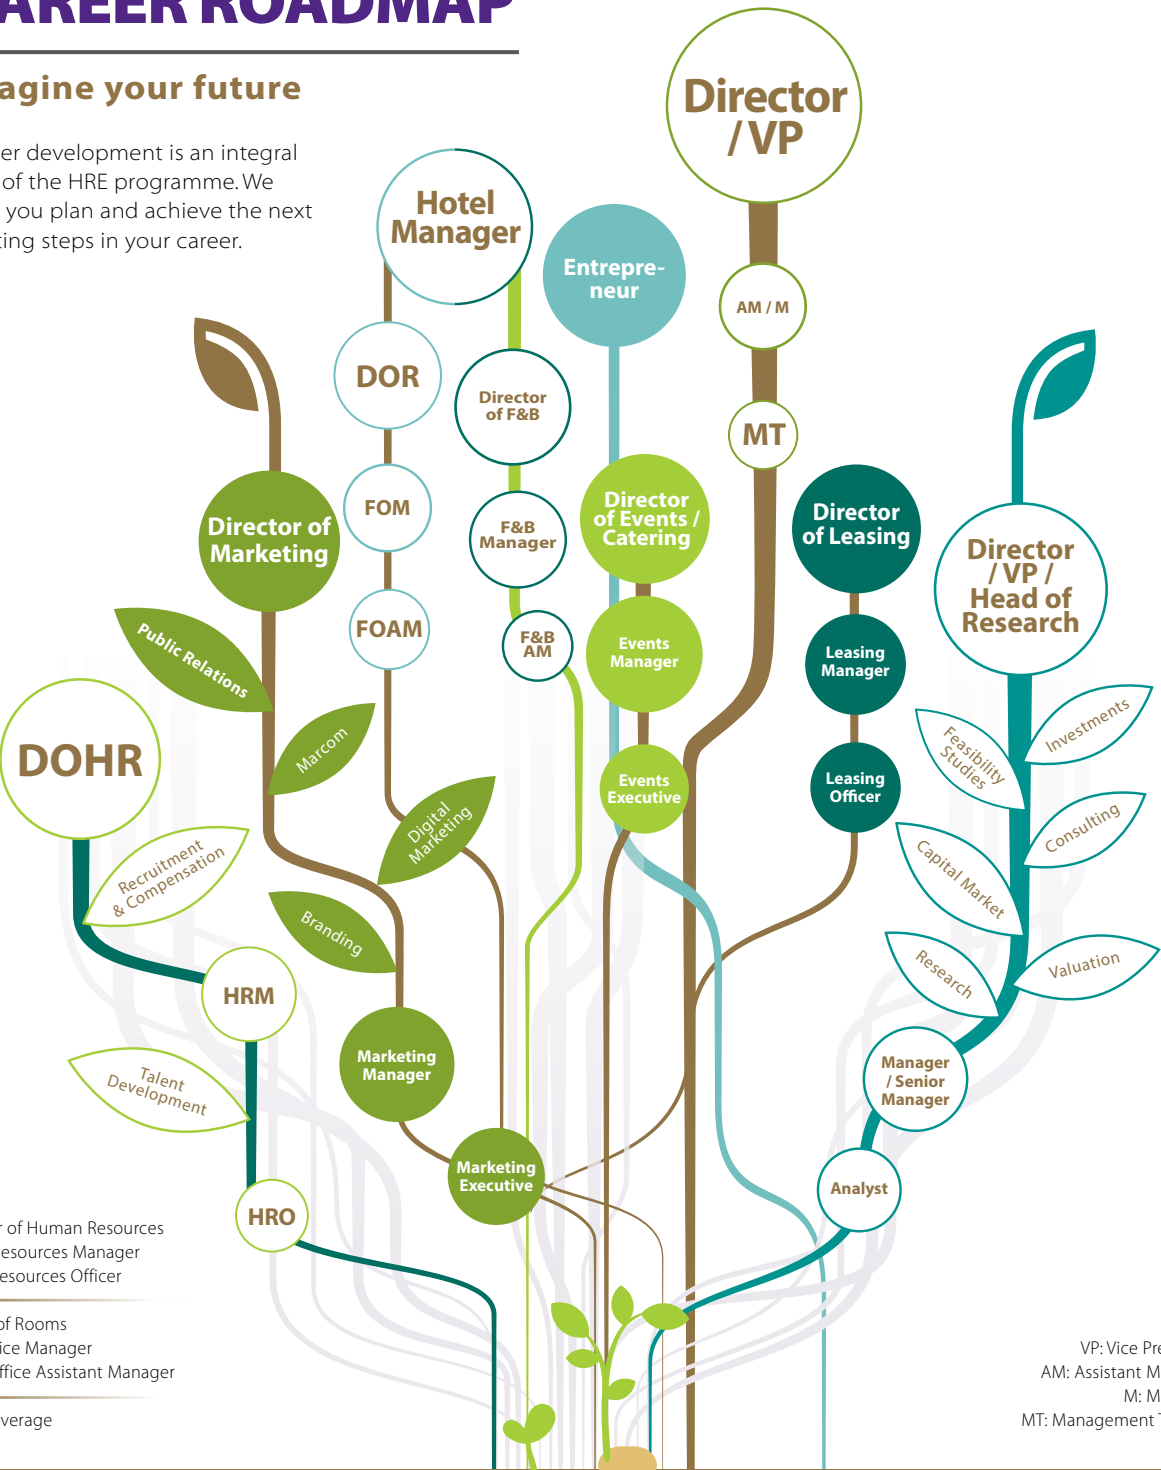 AREER ROADMAP
agine your future
er development is an integral
of the HRE programme. We
you plan and achieve the next
ting steps in your career.
Director
/ VP
Hotel
Manager
Entrepre-
neur
AM / M
DOR
Director
of F&B
MT
FOM
F&B
Manager
Director
of Events /
Catering
Director
of Leasing
Director of
Marketing
Director
/ VP /
Head of
Research
FOAM
F&B
AM
Events
Manager
Leasing
Manager
Public Relations
Marcom
DOHR
Events
Executive
Leasing
Officer
Feasibility
Studies
Investments
Digital
Marketing
Consulting
Capital Market
Recruitment
& Compensation
Branding
Research
Valuation
HRM
Marketing
Manager
Manager
/ Senior
Manager
Talent
Development
Marketing
Executive
Analyst
HRO
r of Human Resources
esources Manager
esources Officer
of Rooms
ice Manager
ffice Assistant Manager
verage
VP: Vice Pre
AM: Assistant M
M: M
MT: Management T